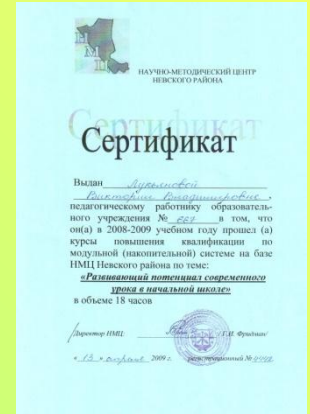 Н М Ц
НАУЧНО-МЕТОДИЧЕСКИЙ ЦЕНТР
НЕВСКОГО РАЙОНА
Сертификат
Сертификат
Выдан
Виктории Владимировне,
педагогическому работнику образователь-
ного учреждения № в том, что
он(а) в 2008-2009 учебном году прошел (а)
курсы повышения квалификации по
модульной (накопительной) системе на базе
НМЦ Невского района по теме:
«Развивающий потенциал современного
урока в начальной школе»
в объеме 18 часов
Директор НМЦ: / Г.Н. Фридман/
« 13 » апреля 2009 г. регистрационный №